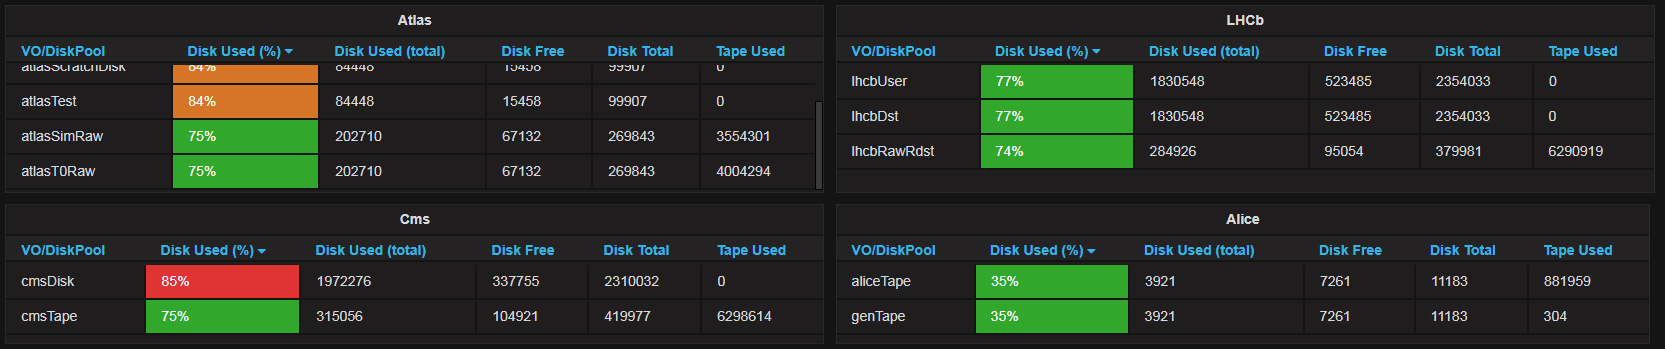 Atlas
VO/DiskPool Disk Used (%) Disk Used (total) Disk Free Disk Total Tape Used
atlasScratchDisk 84% 84448 15458 99907 0
atlasTest 84% 84448 15458 99907 0
atlasSimRaw 75% 202710 67132 269843 3554301
atlasT0Raw 75% 202710 67132 269843 4004294
LHCb
VO/DiskPool Disk Used (%) Disk Used (total) Disk Free Disk Total Tape Used
lhcbUser 77% 1830548 523485 2354033 0
lhcbDst 77% 1830548 523485 2354033 0
lhcbRawRdst 74% 284926 95054 379981 6290919
Cms
VO/DiskPool Disk Used (%) Disk Used (total) Disk Free Disk Total Tape Used
cmsDisk 85% 1972276 337755 2310032 0
cmsTape 75% 315056 104921 419977 6298614
Alice
VO/DiskPool Disk Used (%) Disk Used (total) Disk Free Disk Total Tape Used
aliceTape 35% 3921 7261 11183 881959
genTape 35% 3921 7261 11183 304